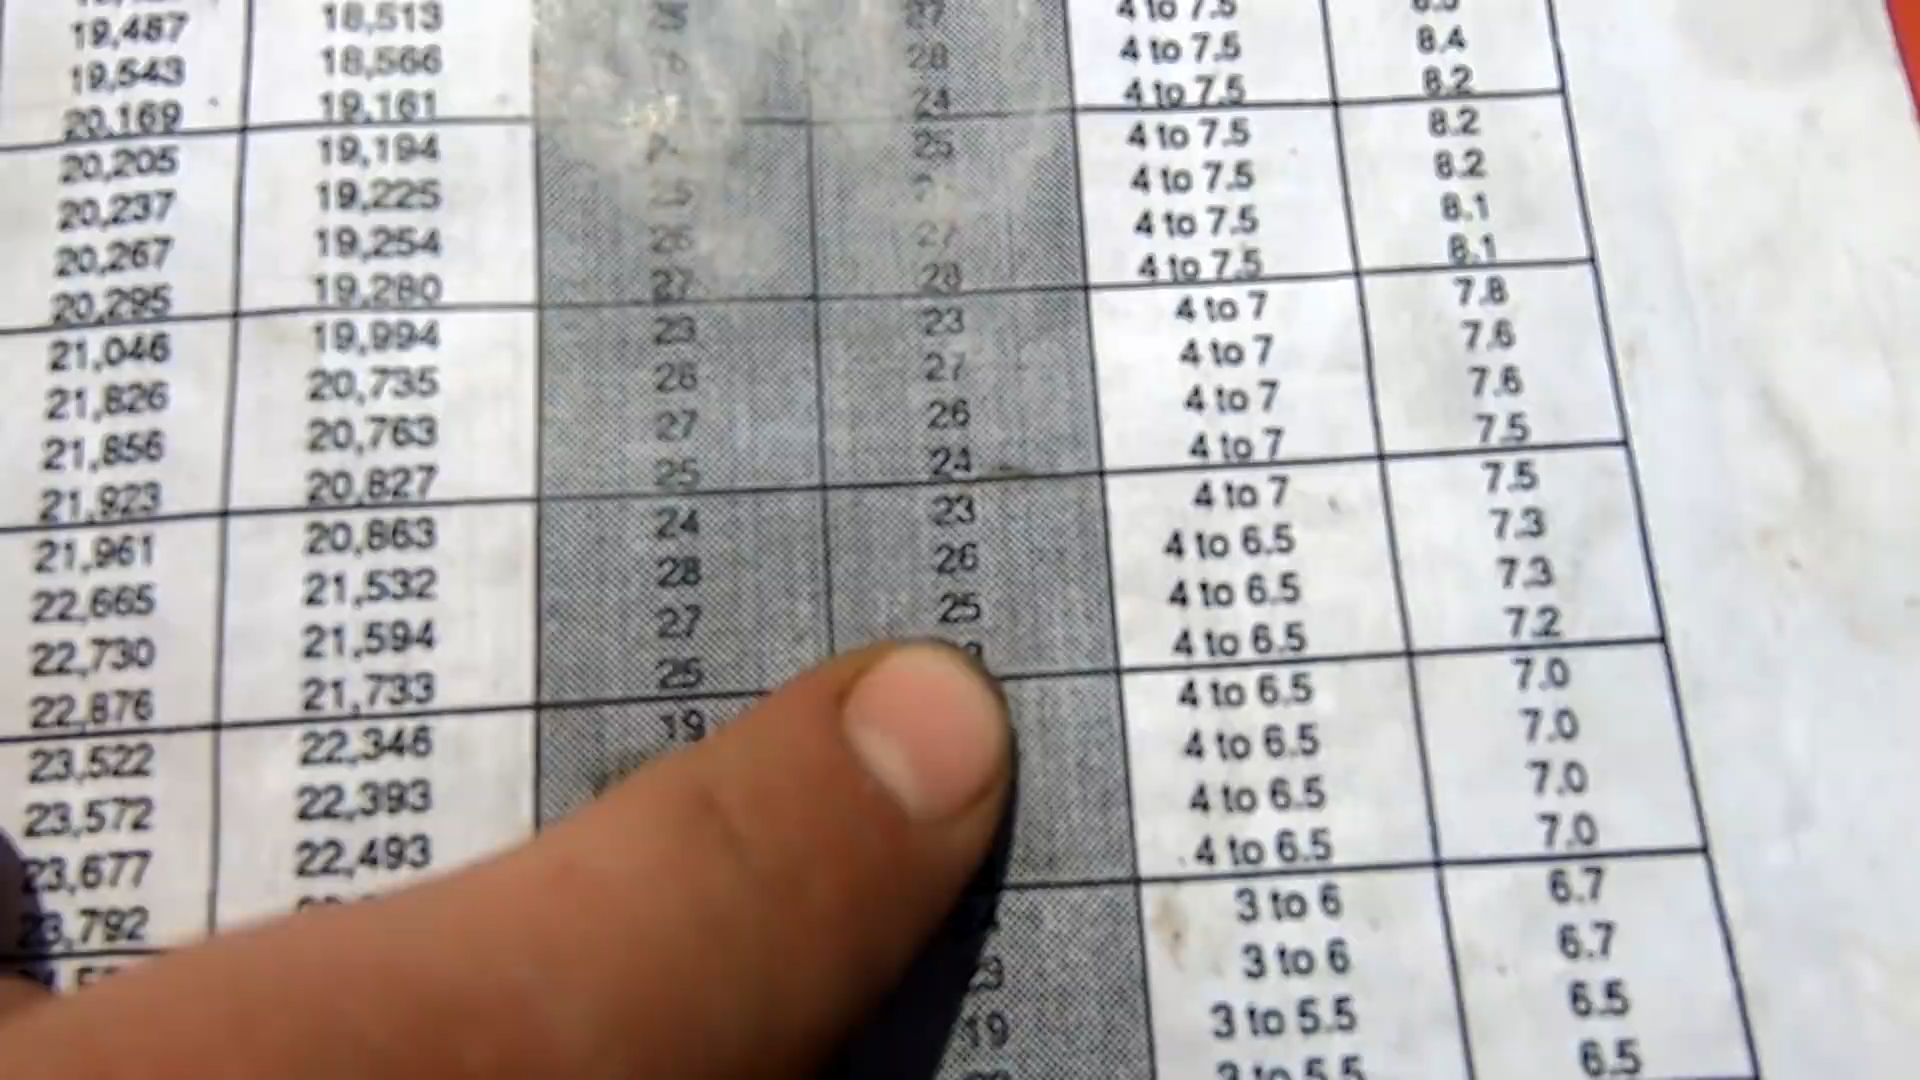 19,487 18,513 25 27 4 to 7.5
19,543 18,566 28 4 to 7.5 8.4
20,169 19,161 24 4 to 7.5 8.2
20,205 19,194 25 4 to 7.5 8.2
20,237 19,225 25 4 to 7.5 8.2
20,267 19,254 26 27 4 to 7.5 8.1
20,295 19,280 27 28 4 to 7.5 8.1
21,046 19,994 23 23 4 to 7 7.8
21,826 20,735 28 27 4 to 7 7.6
21,856 20,763 27 26 4 to 7 7.6
21,923 20,827 25 24 4 to 7 7.5
21,961 20,863 24 23 4 to 7 7.5
22,665 21,532 28 26 4 to 6.5 7.3
22,730 21,594 27 25 4 to 6.5 7.3
22,876 21,733 25 4 to 6.5 7.2
23,522 22,346 19 4 to 6.5 7.0
23,572 22,393 4 to 6.5 7.0
23,677 22,493 4 to 6.5 7.0
23,792 4 to 6.5 7.0
3 to 6 6.7
3 to 6 6.7
19 3 to 5.5 6.5
3 to 5.5 6.5